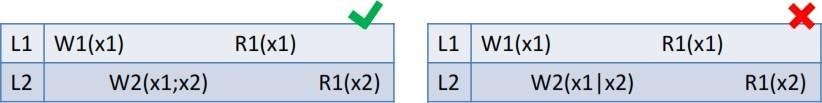 L1 W1(x1) R1(x1)
L2 W2(x1;x2) R1(x2)
L1 W1(x1) R1(x1)
L2 W2(x1|x2) R1(x2)